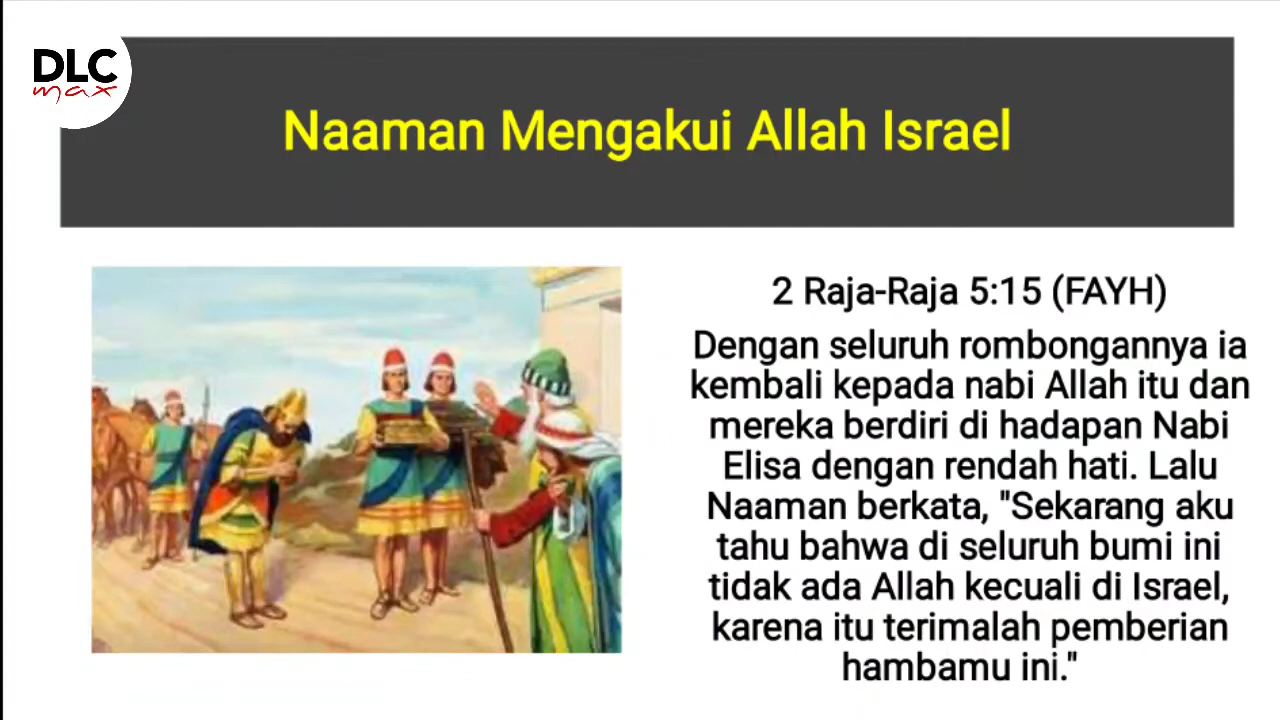 DLC
max
Naaman Mengakui Allah Israel
2 Raja-Raja 5:15 (FAYH)
Dengan seluruh rombongannya ia
kembali kepada nabi Allah itu dan
mereka berdiri di hadapan Nabi
Elisa dengan rendah hati. Lalu
Naaman berkata, "Sekarang aku
tahu bahwa di seluruh bumi ini
tidak ada Allah kecuali di Israel,
karena itu terimalah pemberian
hambamu ini."